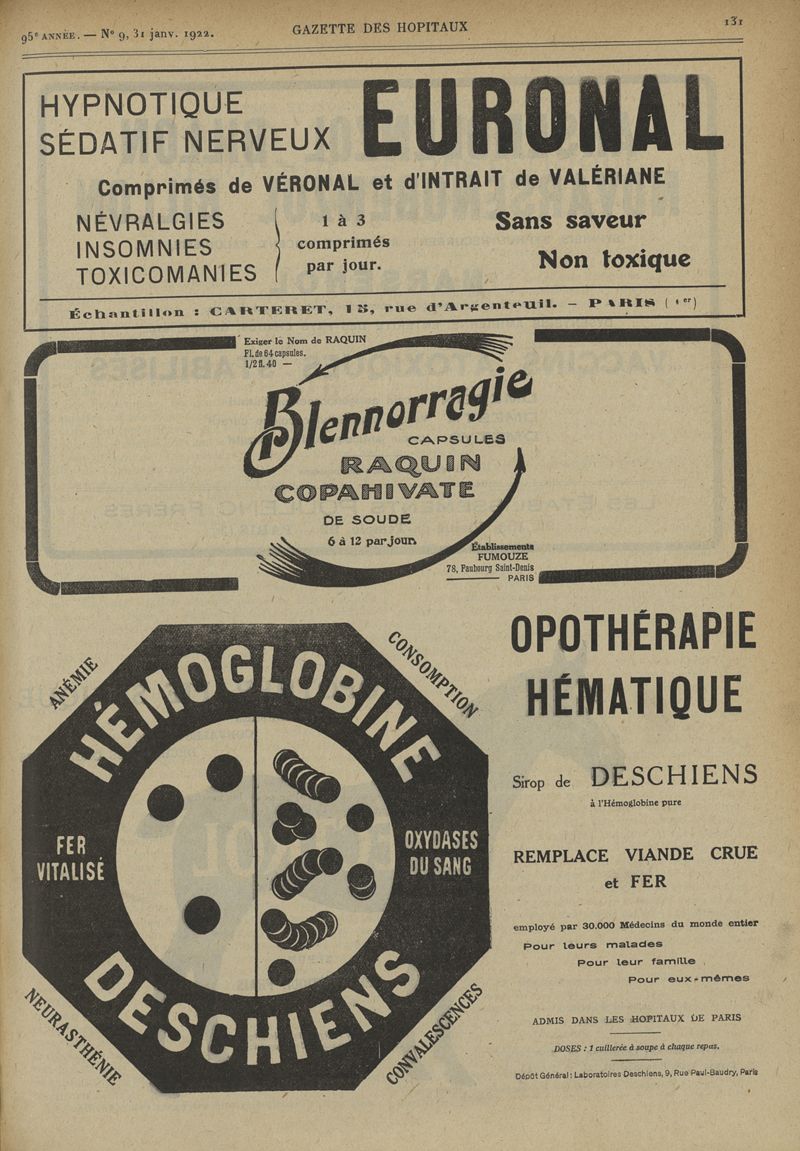 95e ANNÉE. — No 9, 31 janv. 1922.
GAZETTE DES HOPITAUX
131
HYPNOTIQUE
SÉDATIF NERVEUX
EURONAL
Comprimés de VÉRONAL et d'INTRAIT de VALÉRIANE
NÉVRALGIES
INSOMNIES
TOXICOMANIES
1 à 3
comprimés
par jour.
Sans saveur
Non toxique
Échantillon : CARTERET, 15, rue d'Argenteuil. — PARIS (1er)
Exiger le Nom de RAQUIN
Fl. de 64 capsules.
1/2 fl. 40 —
Blennorragie
CAPSULES
RAQUIN
COPAHIVATE
DE SOUDE
6 à 12 par jour.
Établissements
FUMOUZE
78, Faubourg Saint-Denis
PARIS
ANÉMIE
CONSOMPTION
HÉMOGLOBINE
FER
VITALISÉ
OXYDASES
DU SANG
DESCHIENS
NEURASTHÉNIE
CONVALESCENCES
OPOTHÉRAPIE
HÉMATIQUE
Sirop de DESCHIENS
à l'Hémoglobine pure
REMPLACE VIANDE CRUE
et FER
employé par 30.000 Médecins du monde entier
Pour leurs malades
Pour leur famille
Pour eux-mêmes
ADMIS DANS LES HOPITAUX DE PARIS
DOSES : 1 cuillerée à soupe à chaque repas.
Dépôt Général : Laboratoires Deschiens, 9, Rue Paul-Baudry, Paris